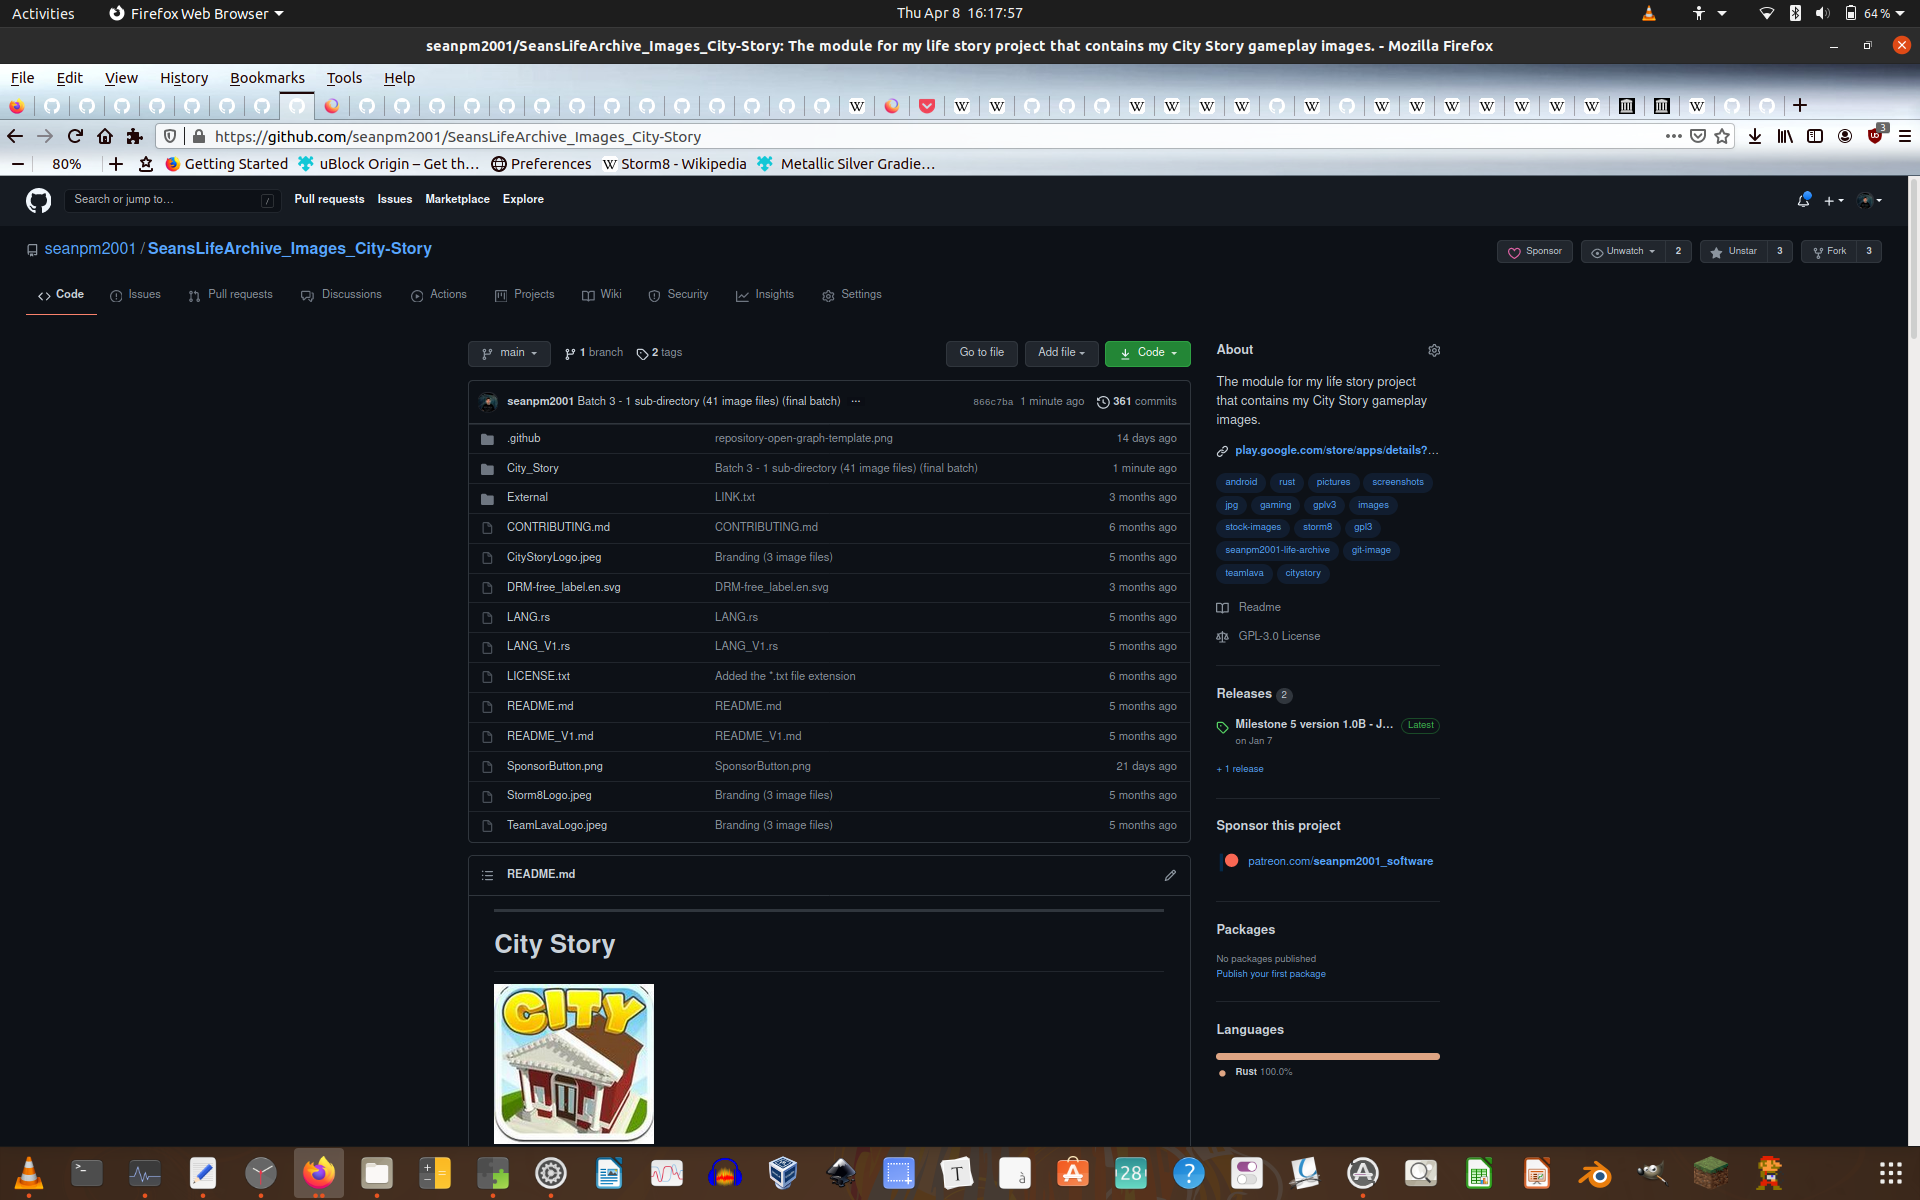 Activities Firefox Web Browser Thu Apr 8 16:17:57 64%
seanpm2001/SeansLifeArchive_Images_City-Story: The module for my life story project that contains my City Story gameplay images. - Mozilla Firefox
File Edit View History Bookmarks Tools Help
https://github.com/seanpm2001/SeansLifeArchive_Images_City-Story 3
80% Getting Started uBlock Origin – Get th… Preferences Storm8 - Wikipedia Metallic Silver Gradie…
Search or jump to… / Pull requests Issues Marketplace Explore
seanpm2001 / SeansLifeArchive_Images_City-Story Sponsor Unwatch 2 Unstar 3 Fork 3
Code Issues Pull requests Discussions Actions Projects Wiki Security Insights Settings
main 1 branch 2 tags Go to file Add file Code
seanpm2001 Batch 3 - 1 sub-directory (41 image files) (final batch) ... 866c7ba 1 minute ago 361 commits
.github repository-open-graph-template.png 14 days ago
City_Story Batch 3 - 1 sub-directory (41 image files) (final batch) 1 minute ago
External LINK.txt 3 months ago
CONTRIBUTING.md CONTRIBUTING.md 6 months ago
CityStoryLogo.jpeg Branding (3 image files) 5 months ago
DRM-free_label.en.svg DRM-free_label.en.svg 3 months ago
LANG.rs LANG.rs 5 months ago
LANG_V1.rs LANG_V1.rs 5 months ago
LICENSE.txt Added the *.txt file extension 6 months ago
README.md README.md 5 months ago
README_V1.md README_V1.md 5 months ago
SponsorButton.png SponsorButton.png 21 days ago
Storm8Logo.jpeg Branding (3 image files) 5 months ago
TeamLavaLogo.jpeg Branding (3 image files) 5 months ago
README.md
City Story
CITY
About
The module for my life story project
that contains my City Story gameplay
images.
play.google.com/store/apps/details?…
android rust pictures screenshots
jpg gaming gplv3 images
stock-images storm8 gpl3
seanpm2001-life-archive git-image
teamlava citystory
Readme
GPL-3.0 License
Releases 2
Milestone 5 version 1.0B - J… Latest
on Jan 7
+ 1 release
Sponsor this project
patreon.com/seanpm2001_software
Packages
No packages published
Publish your first package
Languages
Rust 100.0%